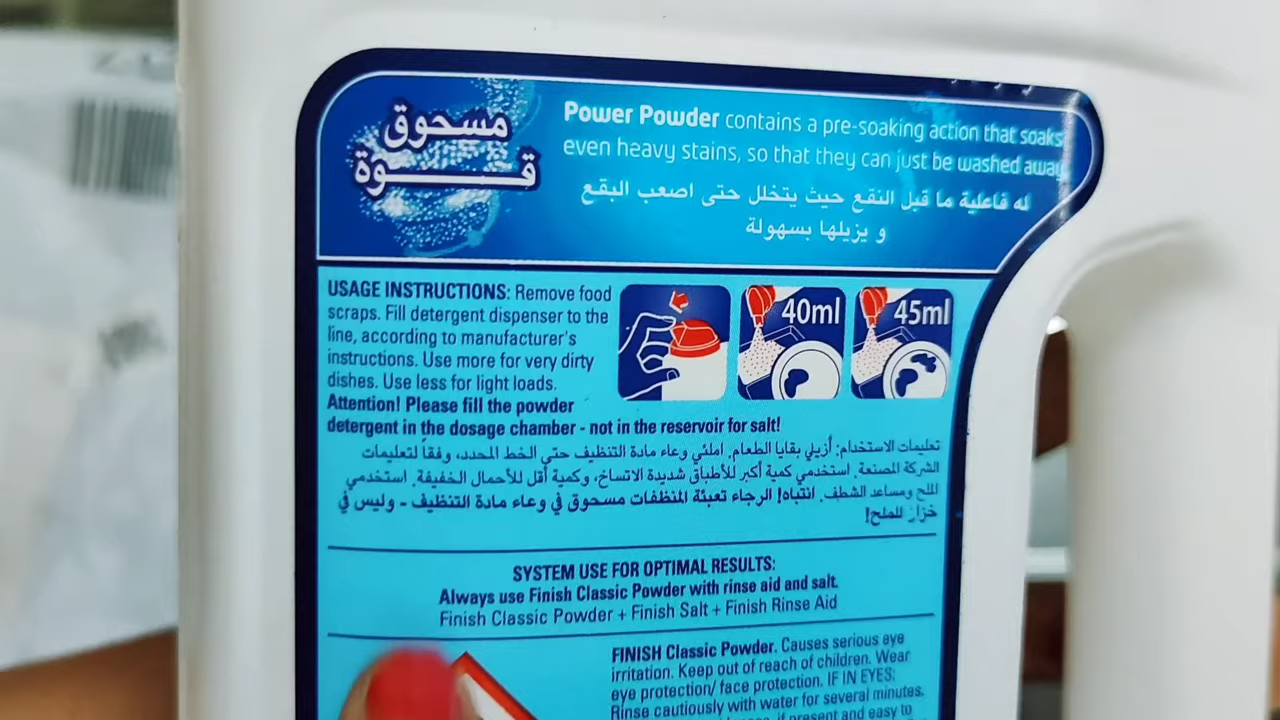 مسحوق
قـــــوة
Power Powder contains a pre-soaking action that soaks
even heavy stains, so that they can just be washed away
له فاعلية ما قبل النقع حيث يتخلل حتى اصعب البقع
و يزيلها بسهولة
USAGE INSTRUCTIONS: Remove food
scraps. Fill detergent dispenser to the
line, according to manufacturer's
instructions. Use more for very dirty
dishes. Use less for light loads.
Attention! Please fill the powder
detergent in the dosage chamber - not in the reservoir for salt!
40ml
45ml
تعليمات الاستخدام: أزيلي بقايا الطعام. املئي وعاء مادة التنظيف حتى الخط المحدد، وفقاً لتعليمات
الشركة المصنعة. استخدمي كمية أكبر للأطباق شديدة الاتساخ، وكمية أقل للأحمال الخفيفة. استخدمي
الملح ومساعد الشطف. انتباه! الرجاء تعبئة المنظفات مسحوق في وعاء مادة التنظيف - وليس في
خزان الملح!
SYSTEM USE FOR OPTIMAL RESULTS:
Always use Finish Classic Powder with rinse aid and salt.
Finish Classic Powder + Finish Salt + Finish Rinse Aid
FINISH Classic Powder. Causes serious eye
irritation. Keep out of reach of children. Wear
eye protection/ face protection. IF IN EYES:
Rinse cautiously with water for several minutes.
if present and easy to